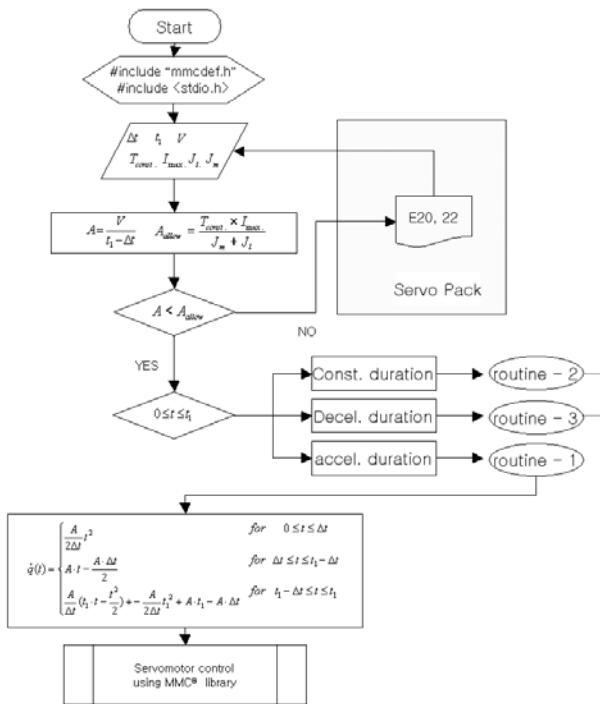 Start
#include "mmcdef.h"
#include <stdio.h>
Δt t₁ V
T_const. I_max. J_l. J_m
A = V / (t₁ − Δt) A_allow = (T_const. × I_max.) / (J_m + J_l)
E20, 22
Servo Pack
A < A_allow
NO
YES
0 ≤ t ≤ t₁
Const. duration
routine - 2
Decel. duration
routine - 3
accel. duration
routine - 1
q̇(t) = {
A/(2Δt) t² for 0 ≤ t ≤ Δt
A · t − (A · Δt)/2 for Δt ≤ t ≤ t₁ − Δt
A/Δt (t₁ · t − t²/2) + − A/(2Δt) t₁² + A · t₁ − A · Δt for t₁ − Δt ≤ t ≤ t₁
Servomotor control
using MMC® library